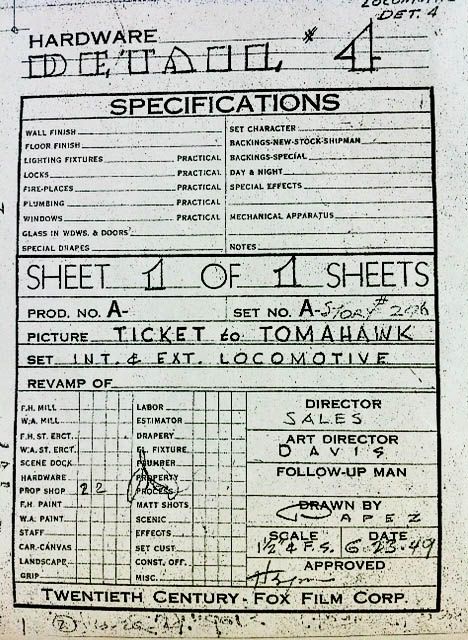 DET. 4
HARDWARE
DETAIL # 4
SPECIFICATIONS
WALL FINISH
FLOOR FINISH
LIGHTING FIXTURES PRACTICAL
LOCKS PRACTICAL
FIRE-PLACES PRACTICAL
PLUMBING PRACTICAL
WINDOWS PRACTICAL
GLASS IN WDWS. & DOORS
SPECIAL DRAPES
SET CHARACTER
BACKINGS-NEW-STOCK-SHIPMAN
BACKINGS-SPECIAL
DAY & NIGHT
SPECIAL EFFECTS
MECHANICAL APPARATUS
NOTES
SHEET 1 OF 1 SHEETS
PROD. NO. A- SET NO. A-STORY #
PICTURE TICKET to TOMAHAWK
SET INT. & EXT. LOCOMOTIVE
REVAMP OF
F.H. MILL
W.A. MILL
F.H. ST. ERCT.
W.A. ST. ERCT.
SCENE DOCK
HARDWARE
PROP SHOP 22
F.H. PAINT
W.A. PAINT
STAFF
CAR.-CANVAS
LANDSCAPE
GRIP
LABOR
ESTIMATOR
DRAPERY
EL. FIXTURE
PLUMBER
PROPERTY
PROCESS
MATT SHOTS
SCENIC
EFFECTS
SET CUST.
CONST. OFF.
MISC.
DIRECTOR
SALES
ART DIRECTOR
DAVIS
FOLLOW-UP MAN
DRAWN BY
APEZ
SCALE DATE
1½ & F.S. 6-23-49
APPROVED
TWENTIETH CENTURY-FOX FILM CORP.